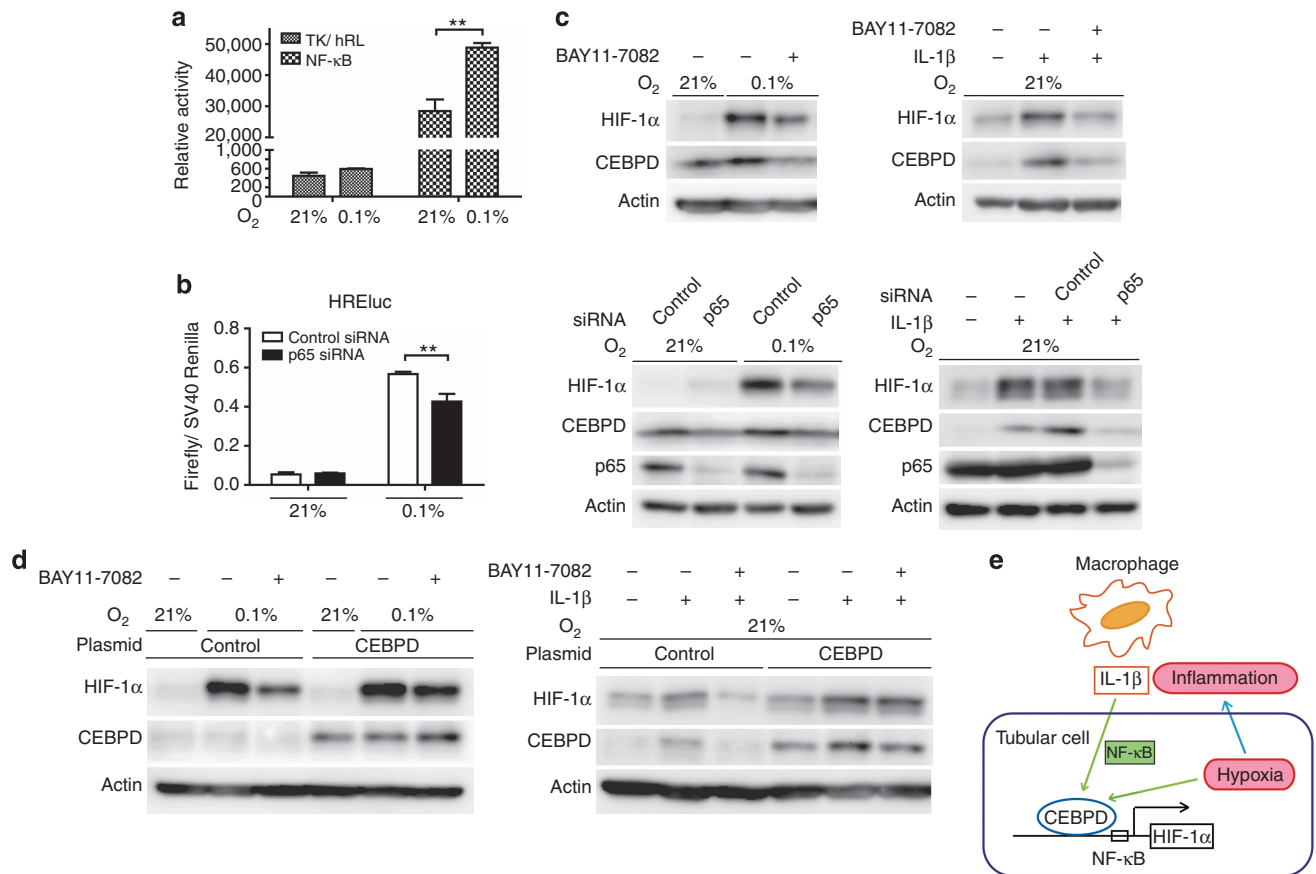 a
TK/ hRL
NF-κB
**
Relative activity
50,000
40,000
30,000
20,000
1,000
800
600
400
200
0
O2
21% 0.1% 21% 0.1%
b
HREluc
Control siRNA
p65 siRNA
**
Firefly/ SV40 Renilla
0.8
0.6
0.4
0.2
0.0
21% 0.1%
c
BAY11-7082 – – +
O2 21% 0.1%
HIF-1α
CEBPD
Actin
BAY11-7082 +
IL-1β – + +
O2 21%
HIF-1α
CEBPD
Actin
siRNA Control p65 Control p65
O2 21% 0.1%
HIF-1α
CEBPD
p65
Actin
siRNA – – Control p65
IL-1β – + + +
O2 21%
HIF-1α
CEBPD
p65
Actin
d
BAY11-7082 – – + – – +
O2 21% 0.1% 21% 0.1%
Plasmid Control CEBPD
HIF-1α
CEBPD
Actin
BAY11-7082 + +
IL-1β – + + – + +
O2 21%
Plasmid Control CEBPD
HIF-1α
CEBPD
Actin
e
Macrophage
IL-1β
Inflammation
Tubular cell
NF-κB
Hypoxia
CEBPD
HIF-1α
NF-κB